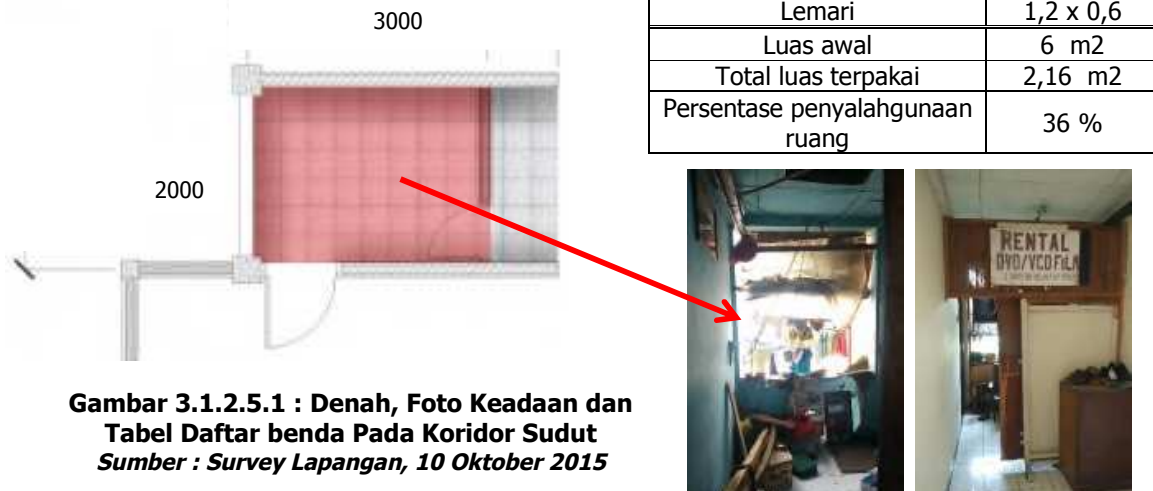 3000
2000
Lemari 1,2 x 0,6
Luas awal 6 m2
Total luas terpakai 2,16 m2
Persentase penyalahgunaan
ruang 36 %
RENTAL
DVD/VCD FILM
Gambar 3.1.2.5.1 : Denah, Foto Keadaan dan
Tabel Daftar benda Pada Koridor Sudut
Sumber : Survey Lapangan, 10 Oktober 2015